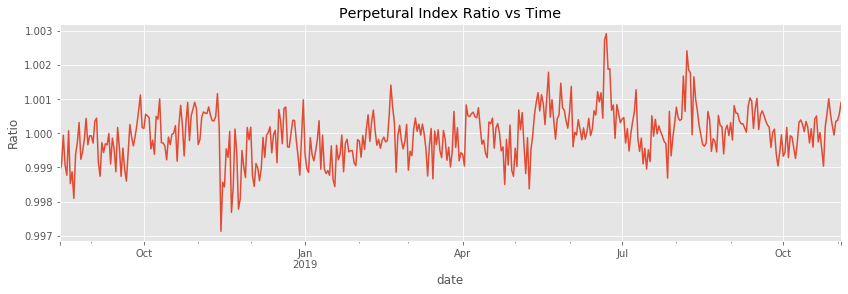 Perpetural Index Ratio vs Time
1.003
1.002
1.001
1.000
0.999
0.998
0.997
Ratio
Oct
Jan
2019
Apr
Jul
Oct
date